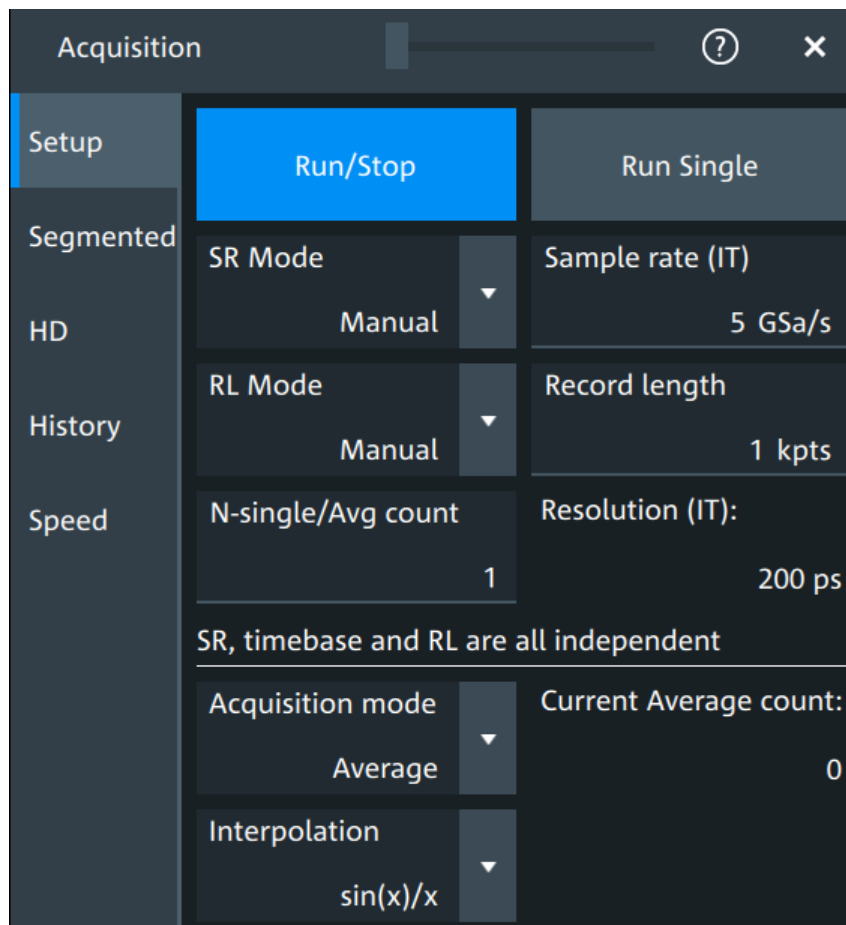 Acquisition
Setup
Segmented
HD
History
Speed
Run/Stop
Run Single
SR Mode
Manual
Sample rate (IT)
5 GSa/s
RL Mode
Manual
Record length
1 kpts
N-single/Avg count
1
Resolution (IT):
200 ps
SR, timebase and RL are all independent
Acquisition mode
Average
Current Average count:
0
Interpolation
sin(x)/x